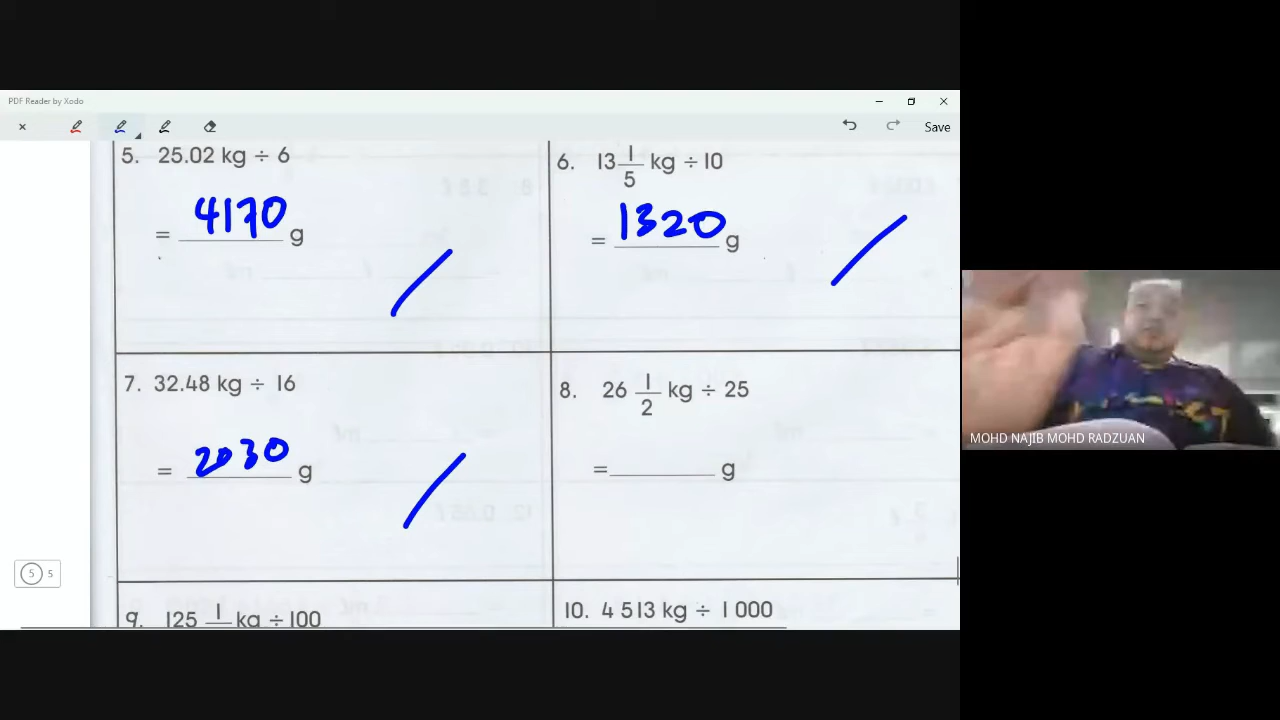 PDF Reader by Xodo
Save
5. 25.02 kg ÷ 6
= 4170 g
6. 13 1/5 kg ÷ 10
= 1320 g
7. 32.48 kg ÷ 16
= 2030 g
8. 26 1/2 kg ÷ 25
= ________ g
5 5
9. 125 1/ kg ÷ 100
10. 4 513 kg ÷ 1 000
MOHD NAJIB MOHD RADZUAN